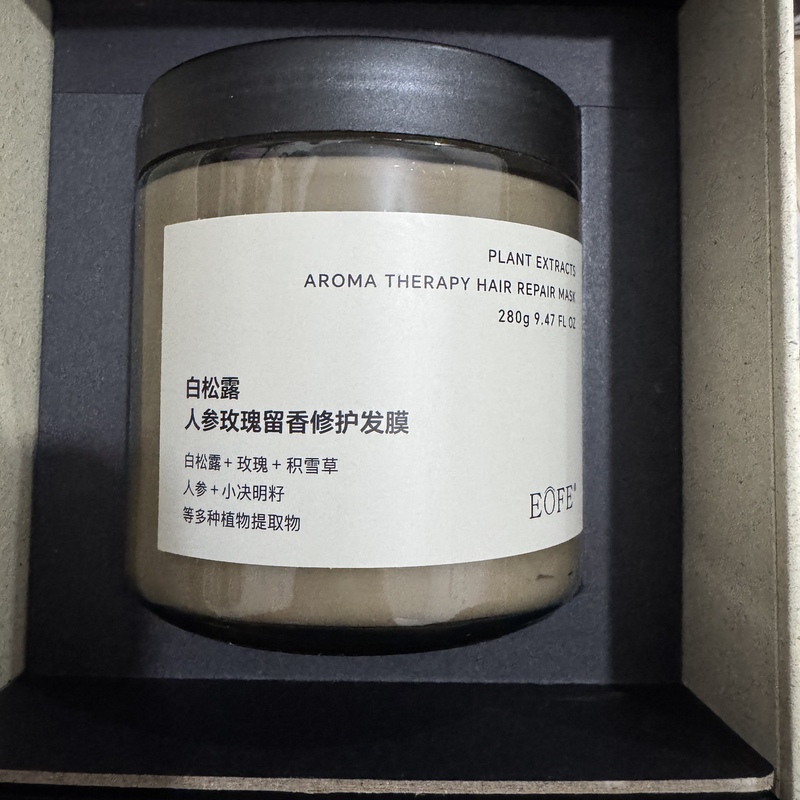 PLANT EXTRACTS
AROMA THERAPY HAIR REPAIR MASK
280g 9.47 FL OZ
白松露
人参玫瑰留香修护发膜
白松露+玫瑰+积雪草
人参+小决明籽
等多种植物提取物
EOFE®